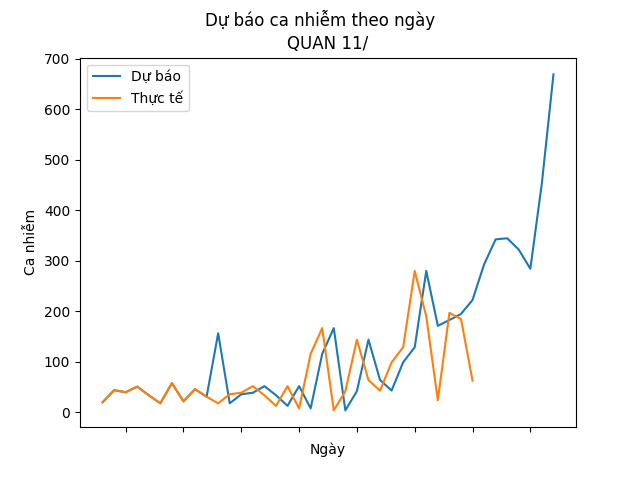 Dự báo ca nhiễm theo ngày
QUAN 11/
Dự báo
Thực tế
700
600
500
400
300
200
100
0
Ca nhiễm
Ngày